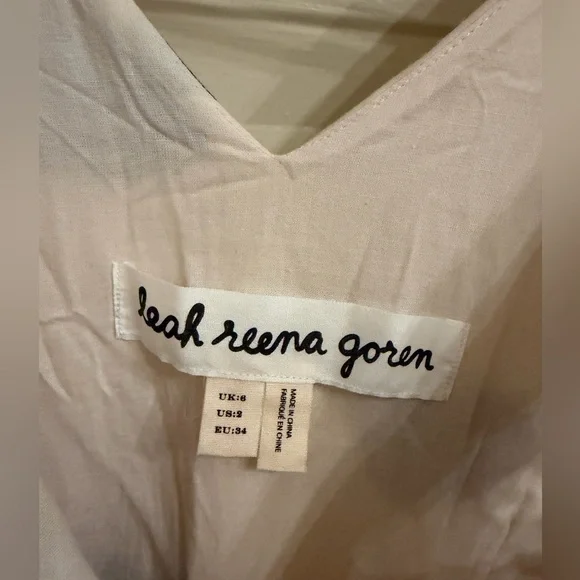 leah reena goren
UK:6
US:2
EU:34
MADE IN CHINA
FABRIQUÉ EN CHINE